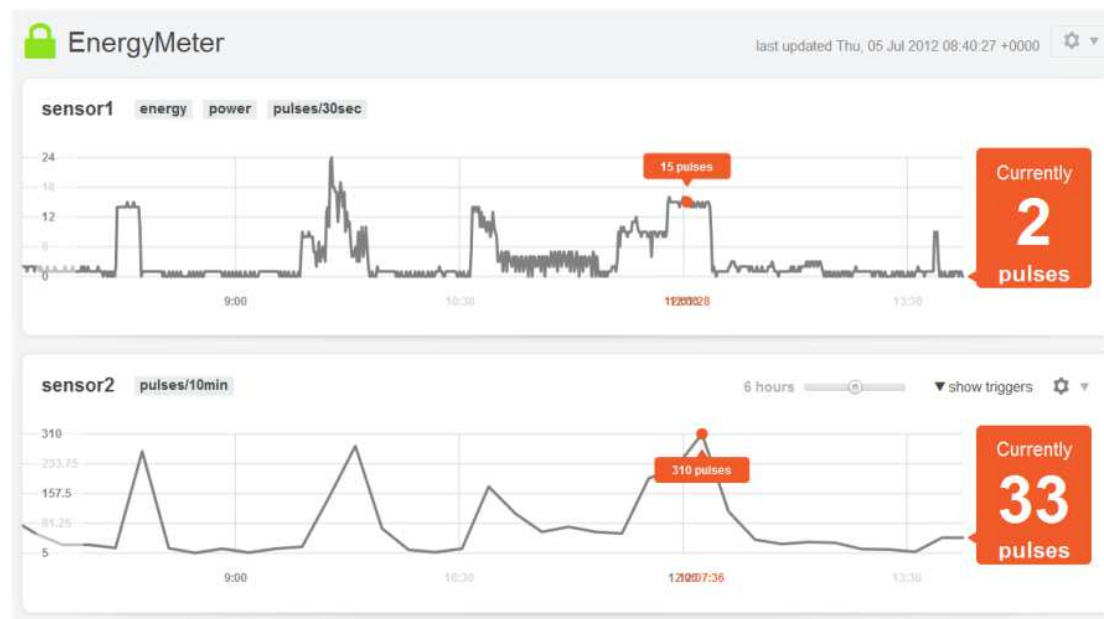 EnergyMeter
last updated Thu, 05 Jul 2012 08:40:27 +0000
sensor1 energy power pulses/30sec
24
18
12
6
0
15 pulses
9:00
10:30
13:30
Currently
2
pulses
sensor2 pulses/10min
6 hours
▼show triggers
310
233.75
157.5
81.25
5
310 pulses
9:00
10:30
13:30
Currently
33
pulses